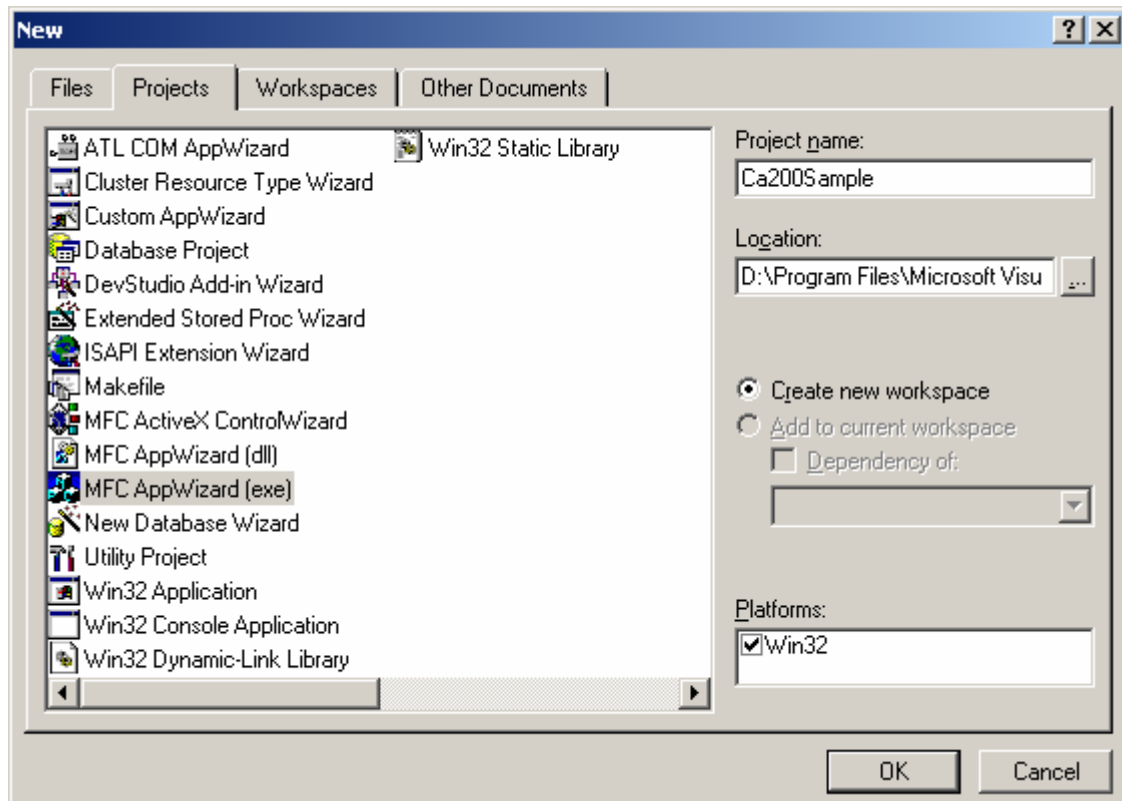 New
Files Projects Workspaces Other Documents
ATL COM AppWizard
Cluster Resource Type Wizard
Custom AppWizard
Database Project
DevStudio Add-in Wizard
Extended Stored Proc Wizard
ISAPI Extension Wizard
Makefile
MFC ActiveX ControlWizard
MFC AppWizard (dll)
MFC AppWizard (exe)
New Database Wizard
Utility Project
Win32 Application
Win32 Console Application
Win32 Dynamic-Link Library
Win32 Static Library
Project name:
Ca200Sample
Location:
D:\Program Files\Microsoft Visu ...
Create new workspace
Add to current workspace
Dependency of:
Platforms:
Win32
OK Cancel